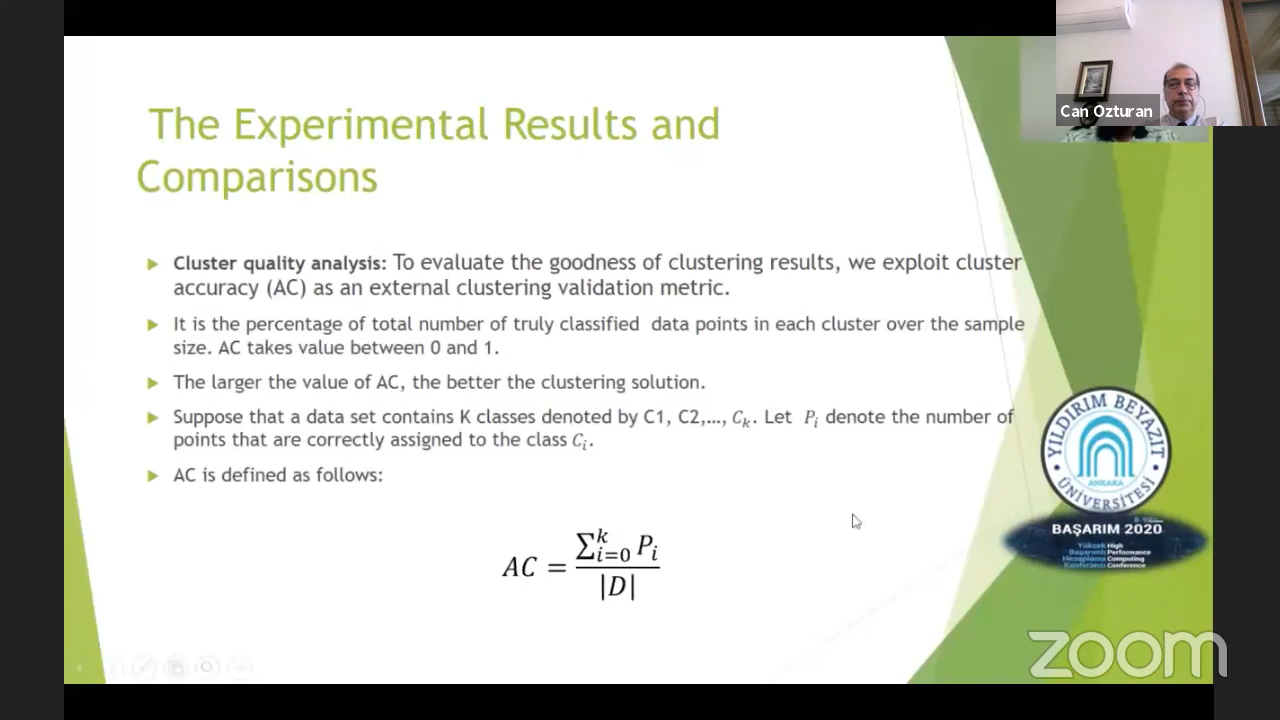 The Experimental Results and
Comparisons
Cluster quality analysis: To evaluate the goodness of clustering results, we exploit cluster
accuracy (AC) as an external clustering validation metric.
It is the percentage of total number of truly classified data points in each cluster over the sample
size. AC takes value between 0 and 1.
The larger the value of AC, the better the clustering solution.
Suppose that a data set contains K classes denoted by C1, C2,..., C_k. Let P_i denote the number of
points that are correctly assigned to the class C_i.
AC is defined as follows:
AC = ∑_{i=0}^{k} P_i / |D|
Can Ozturan
YILDIRIM BEYAZIT
ANKARA
ÜNİVERSİTESİ
BAŞARIM 2020
Yüksek High
Başarımlı Performance
Hesaplama Computing
Konferansı Conference
zoom